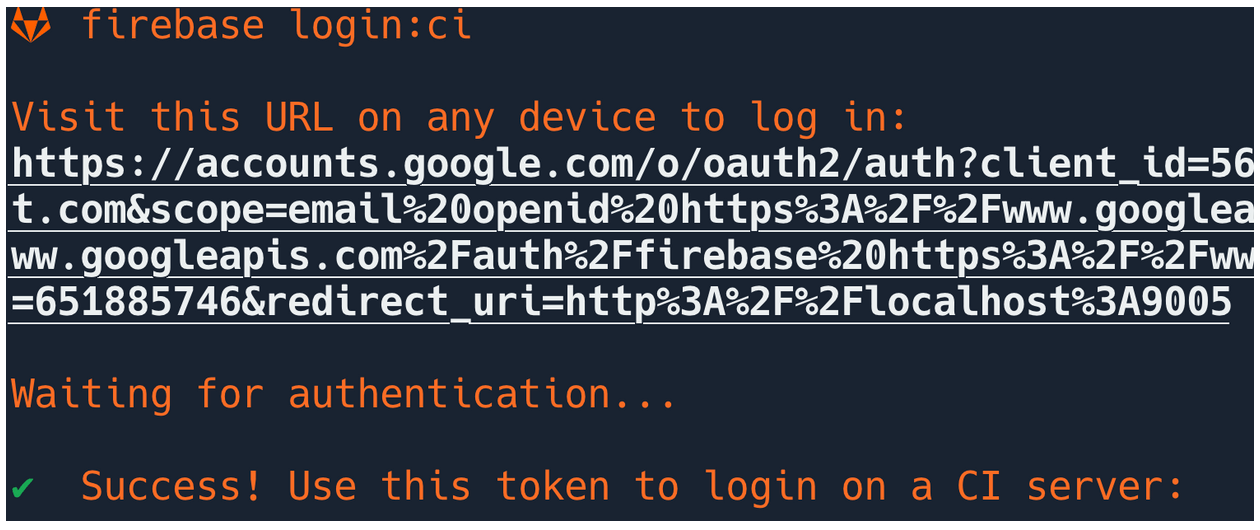 firebase login:ci
Visit this URL on any device to log in:
https://accounts.google.com/o/oauth2/auth?client_id=56
t.com&scope=email%20openid%20https%3A%2F%2Fwww.googlea
ww.googleapis.com%2Fauth%2Ffirebase%20https%3A%2F%2Fww
=651885746&redirect_uri=http%3A%2F%2Flocalhost%3A9005
Waiting for authentication...
✔ Success! Use this token to login on a CI server: